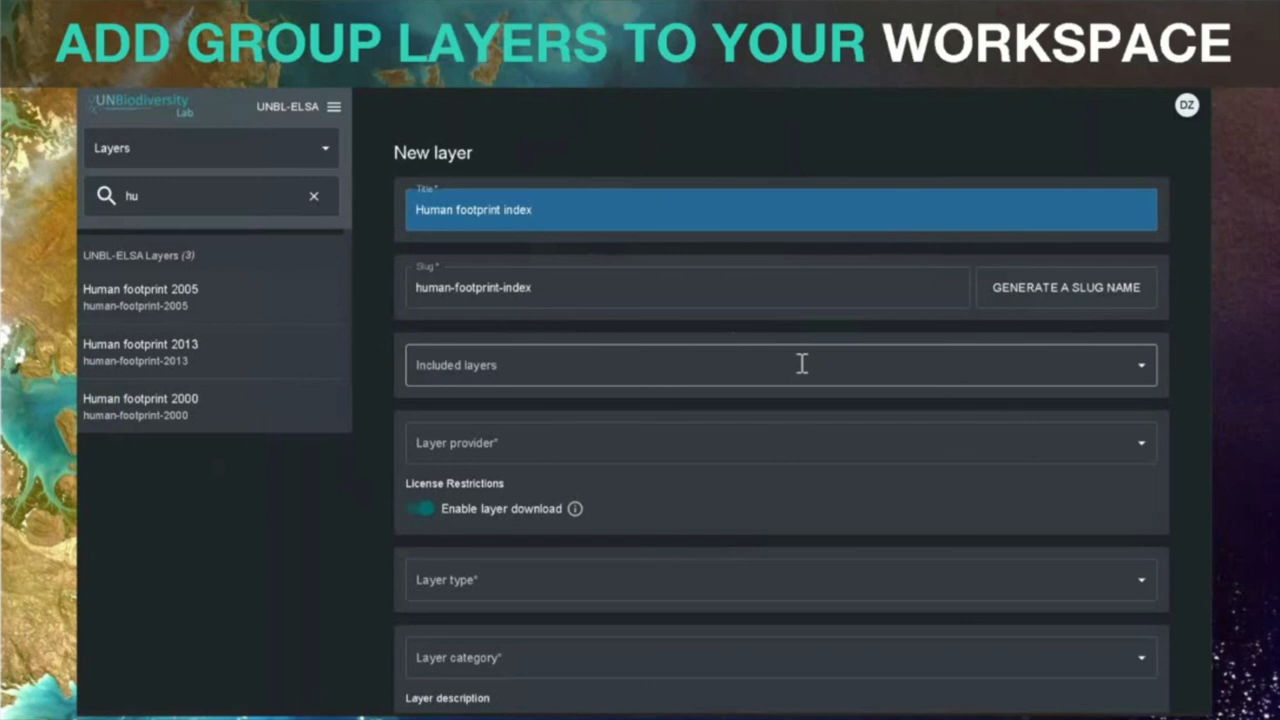 ADD GROUP LAYERS TO YOUR WORKSPACE
UNBiodiversity
Lab
UNBL-ELSA
DZ
Layers
hu
UNBL-ELSA Layers (3)
Human footprint 2005
human-footprint-2005
Human footprint 2013
human-footprint-2013
Human footprint 2000
human-footprint-2000
New layer
Title*
Human footprint index
Slug*
human-footprint-index
GENERATE A SLUG NAME
Included layers
Layer provider*
License Restrictions
Enable layer download
Layer type*
Layer category*
Layer description